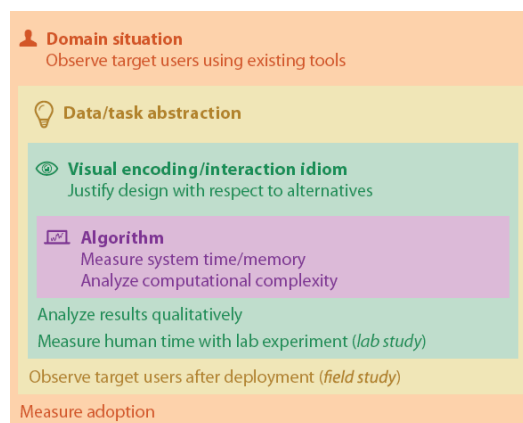 Domain situation
Observe target users using existing tools
Data/task abstraction
Visual encoding/interaction idiom
Justify design with respect to alternatives
Algorithm
Measure system time/memory
Analyze computational complexity
Analyze results qualitatively
Measure human time with lab experiment (lab study)
Observe target users after deployment (field study)
Measure adoption